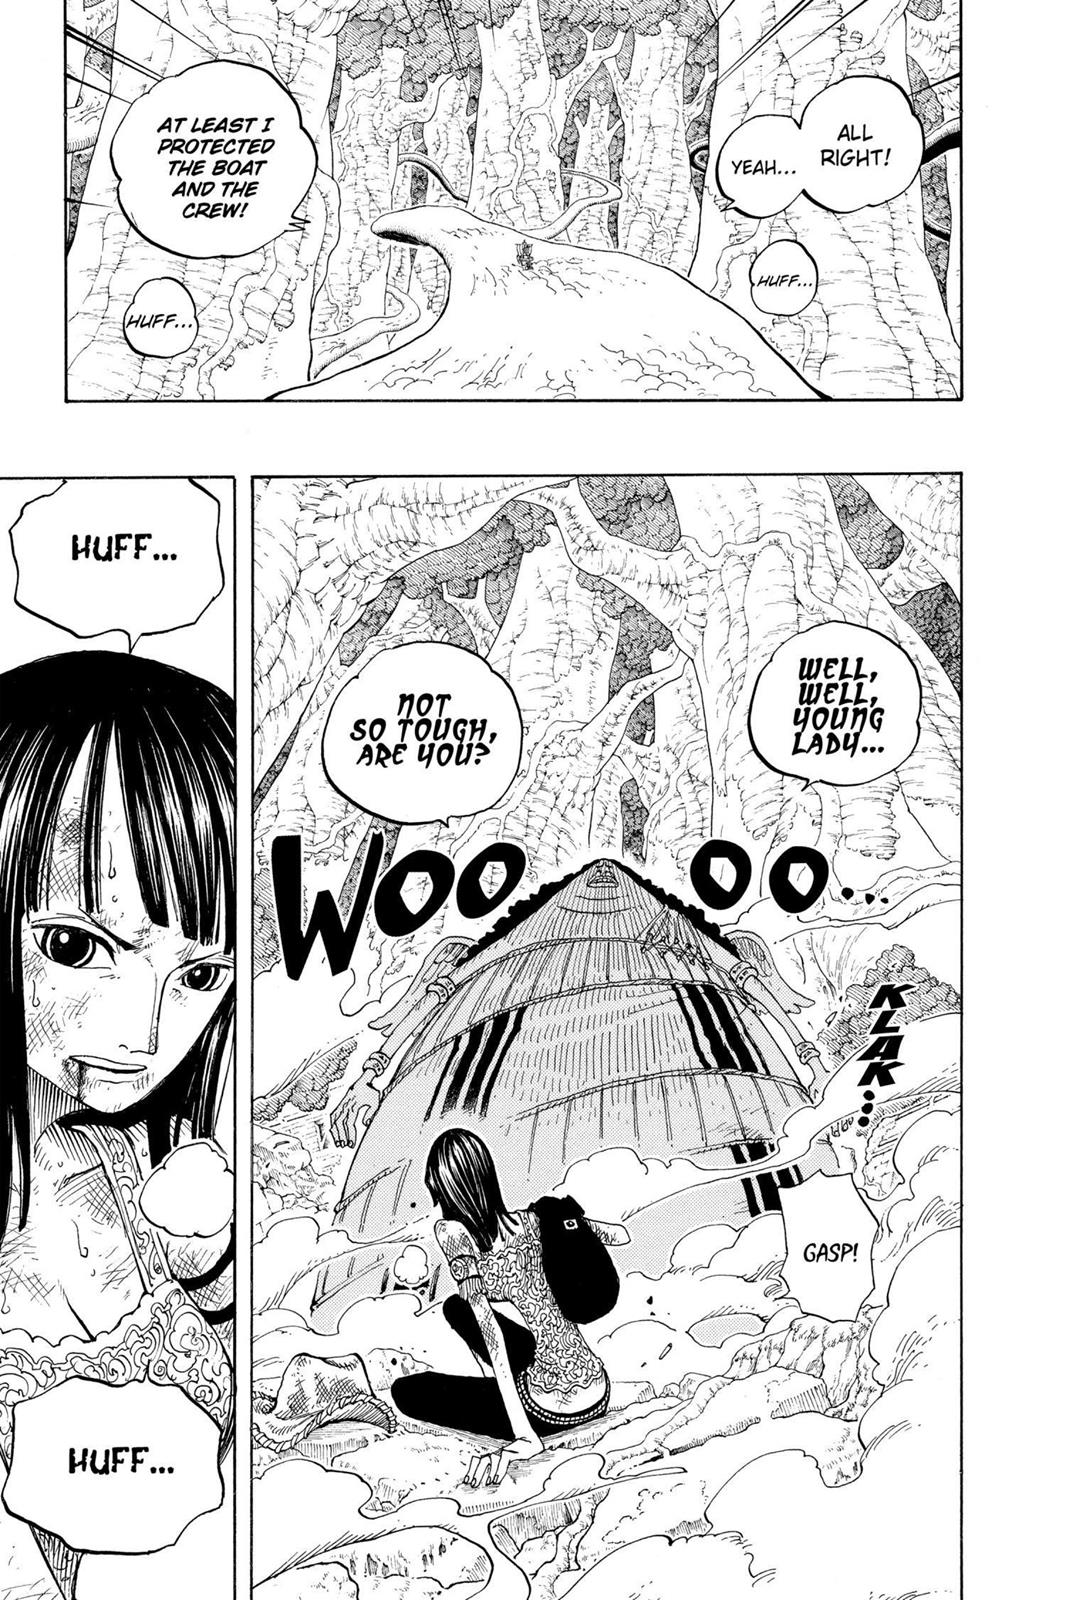 ALL
RIGHT!
YEAH...
HUFF...
AT LEAST I
PROTECTED
THE BOAT
AND THE
CREW!
HUFF...
WELL,
WELL,
YOUNG
LADY...
NOT
SO TOUGH,
ARE YOU?
WOO OO...
KLAK...
GASP!
HUFF...
HUFF...